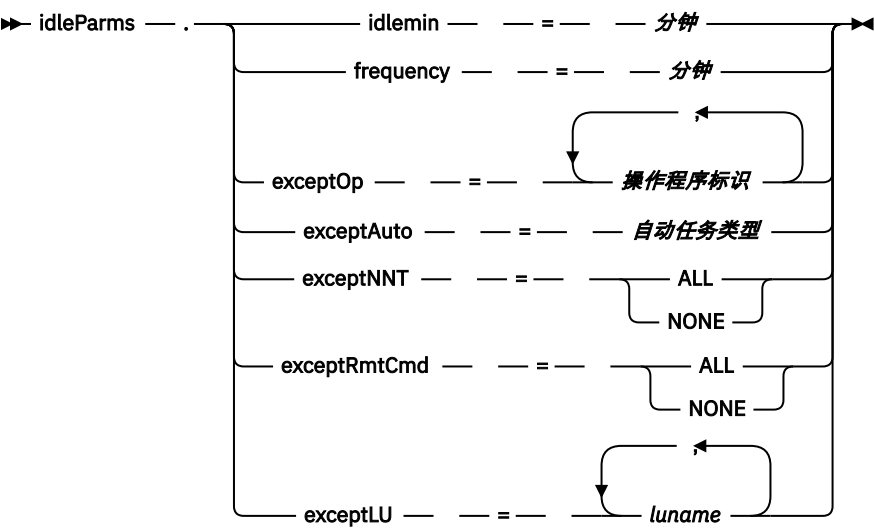 idleParms . idlemin = 分钟
frequency = 分钟
,
exceptOp = 操作程序标识
exceptAuto = 自动任务类型
exceptNNT = ALL
NONE
exceptRmtCmd = ALL
NONE
,
exceptLU = luname